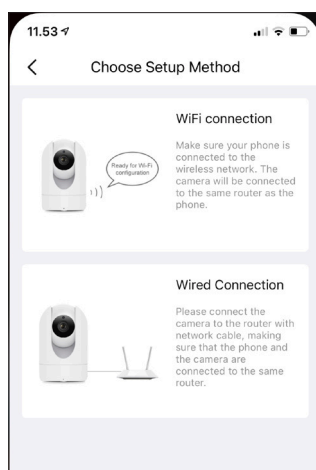 11.53
Choose Setup Method
WiFi connection
Ready for Wi-Fi
configuration
Make sure your phone is
connected to the
wireless network. The
camera will be connected
to the same router as the
phone.
Wired Connection
Please connect the
camera to the router with
network cable, making
sure that the phone and
the camera are
connected to the same
router.